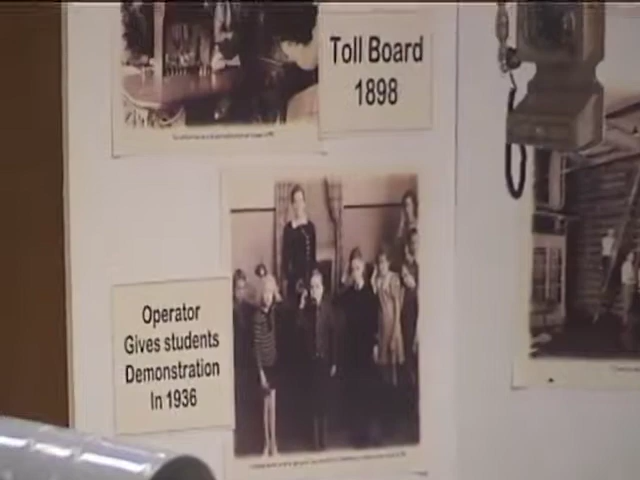 Toll Board
1898
Operator
Gives students
Demonstration
In 1936